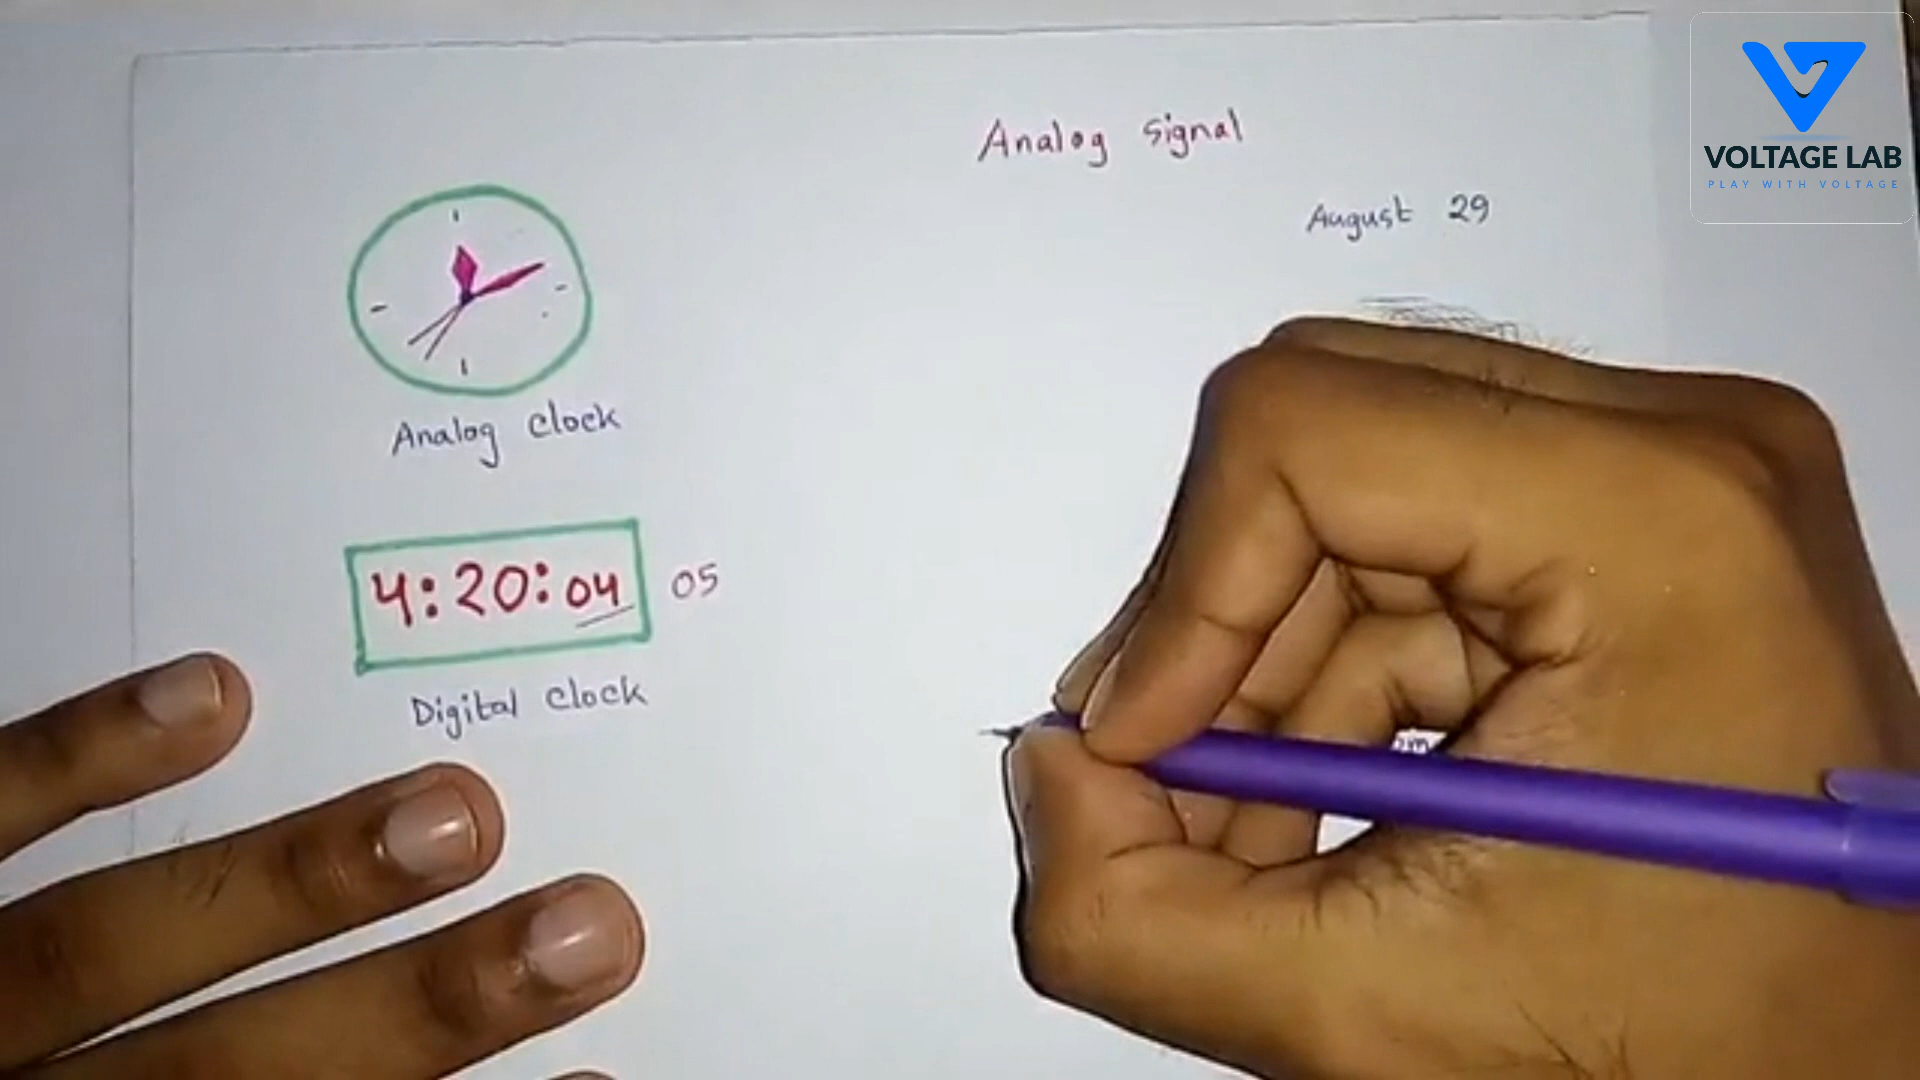 Analog Signal
VOLTAGE LAB
PLAY WITH VOLTAGE
August 29
Analog Clock
4:20:04 05
Digital Clock